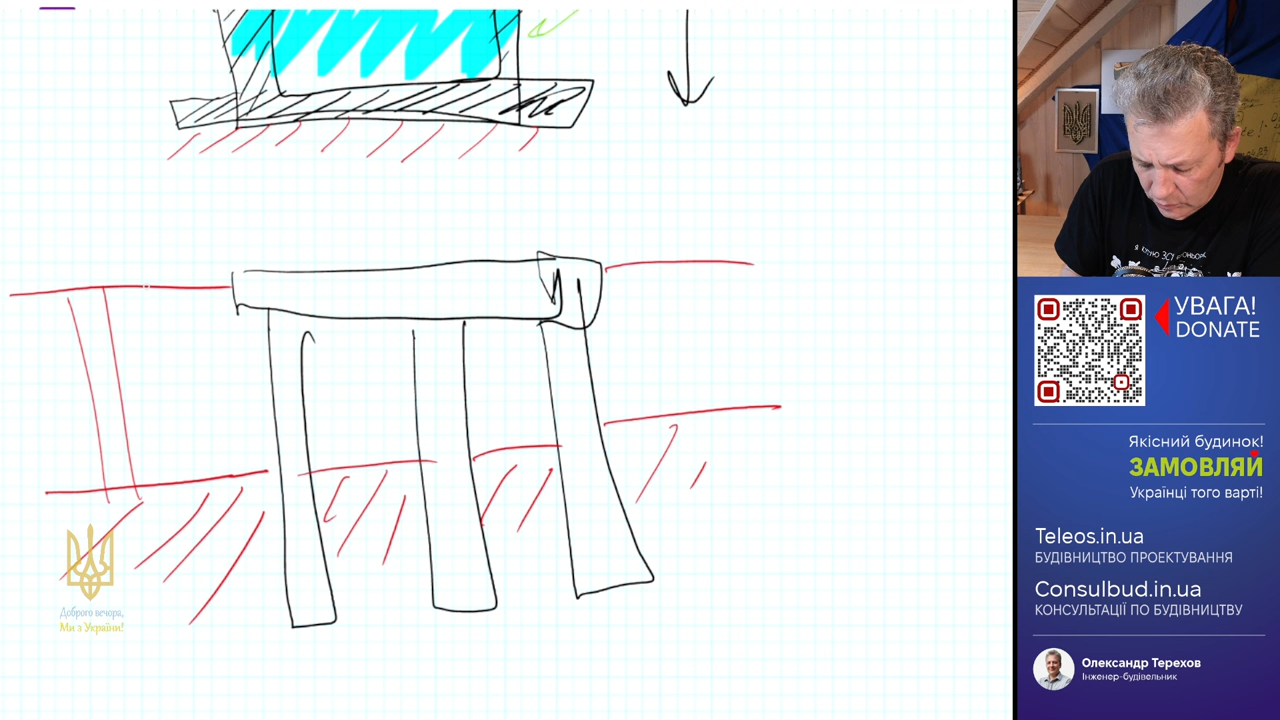 УВАГА!
DONATE
Якісний будинок!
ЗАМОВЛЯЙ
Українці того варті!
Teleos.in.ua
БУДІВНИЦТВО ПРОЕКТУВАННЯ
Consulbud.in.ua
КОНСУЛЬТАЦІЇ ПО БУДІВНИЦТВУ
Олександр Терехов
Інженер-будівельник
Доброго вечора,
Ми з України!